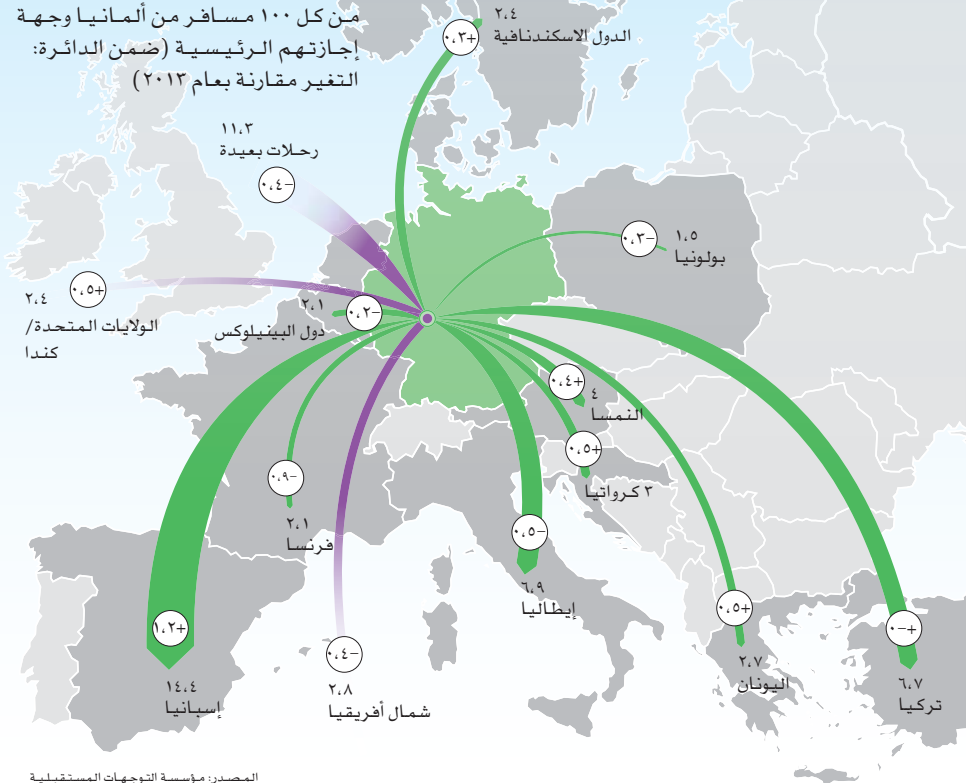 من كل ١٠٠ مسافر من ألمانيا وجهة
إجازتهم الرئيسية (ضمن الدائرة:
التغير مقارنة بعام ٢٠١٣)
٢،٤
الدول الاسكندنافية
٠،٣+
١١،٣
رحلات بعيدة
٠،٤-
١،٥
بولونيا
٠،٣-
٢،٤
الولايات المتحدة/
كندا
٠،٥+
٢،١
دول البينيلوكس
٠،٢-
٤
النمسا
٠،٤+
٣ كرواتيا
٠،٥+
٢،١
فرنسا
٠،٩-
٦،٩
إيطاليا
٠،٥-
١٤،٤
إسبانيا
١،٢+
٢،٨
شمال أفريقيا
٠،٤-
٢،٧
اليونان
٠،٥+
٦،٧
تركيا
٠-+
المصدر: مؤسسة التوجهات المستقبلية